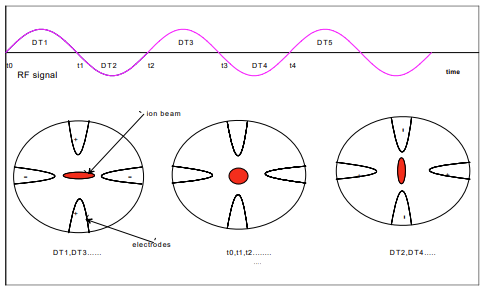 DT1 DT3 DT5
t0 t1 DT2 t2 t3 DT4 t4
RF signal time
ion beam
+
- -
+
electrodes
DT1,DT3...... t0,t1,t2........ DT2,DT4.....
....